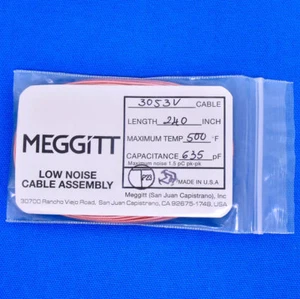 3053V CABLE
LENGTH 240 INCH
MAXIMUM TEMP 500 °F
CAPACITANCE 635 pF
Maximum noise 1.5 pC pk-pk
MADE IN U.S.A
MEGGiTT
LOW NOISE
CABLE ASSEMBLY
Meggitt (San Juan Capistrano), Inc
30700 Rancho Viejo Road, San Juan Capistrano, CA 92675-1748, USA